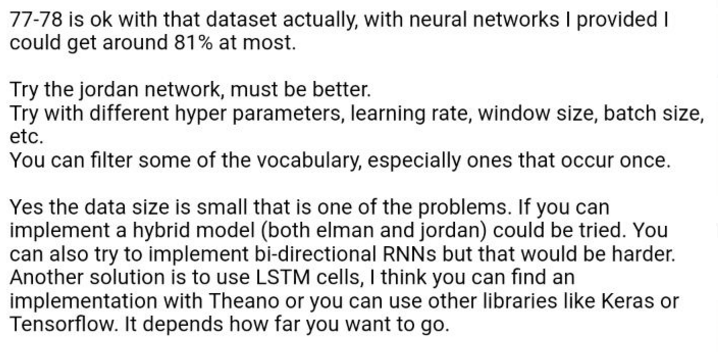 77-78 is ok with that dataset actually, with neural networks I provided I
could get around 81% at most.
Try the jordan network, must be better.
Try with different hyper parameters, learning rate, window size, batch size,
etc.
You can filter some of the vocabulary, especially ones that occur once.
Yes the data size is small that is one of the problems. If you can
implement a hybrid model (both elman and jordan) could be tried. You
can also try to implement bi-directional RNNs but that would be harder.
Another solution is to use LSTM cells, I think you can find an
implementation with Theano or you can use other libraries like Keras or
Tensorflow. It depends how far you want to go.